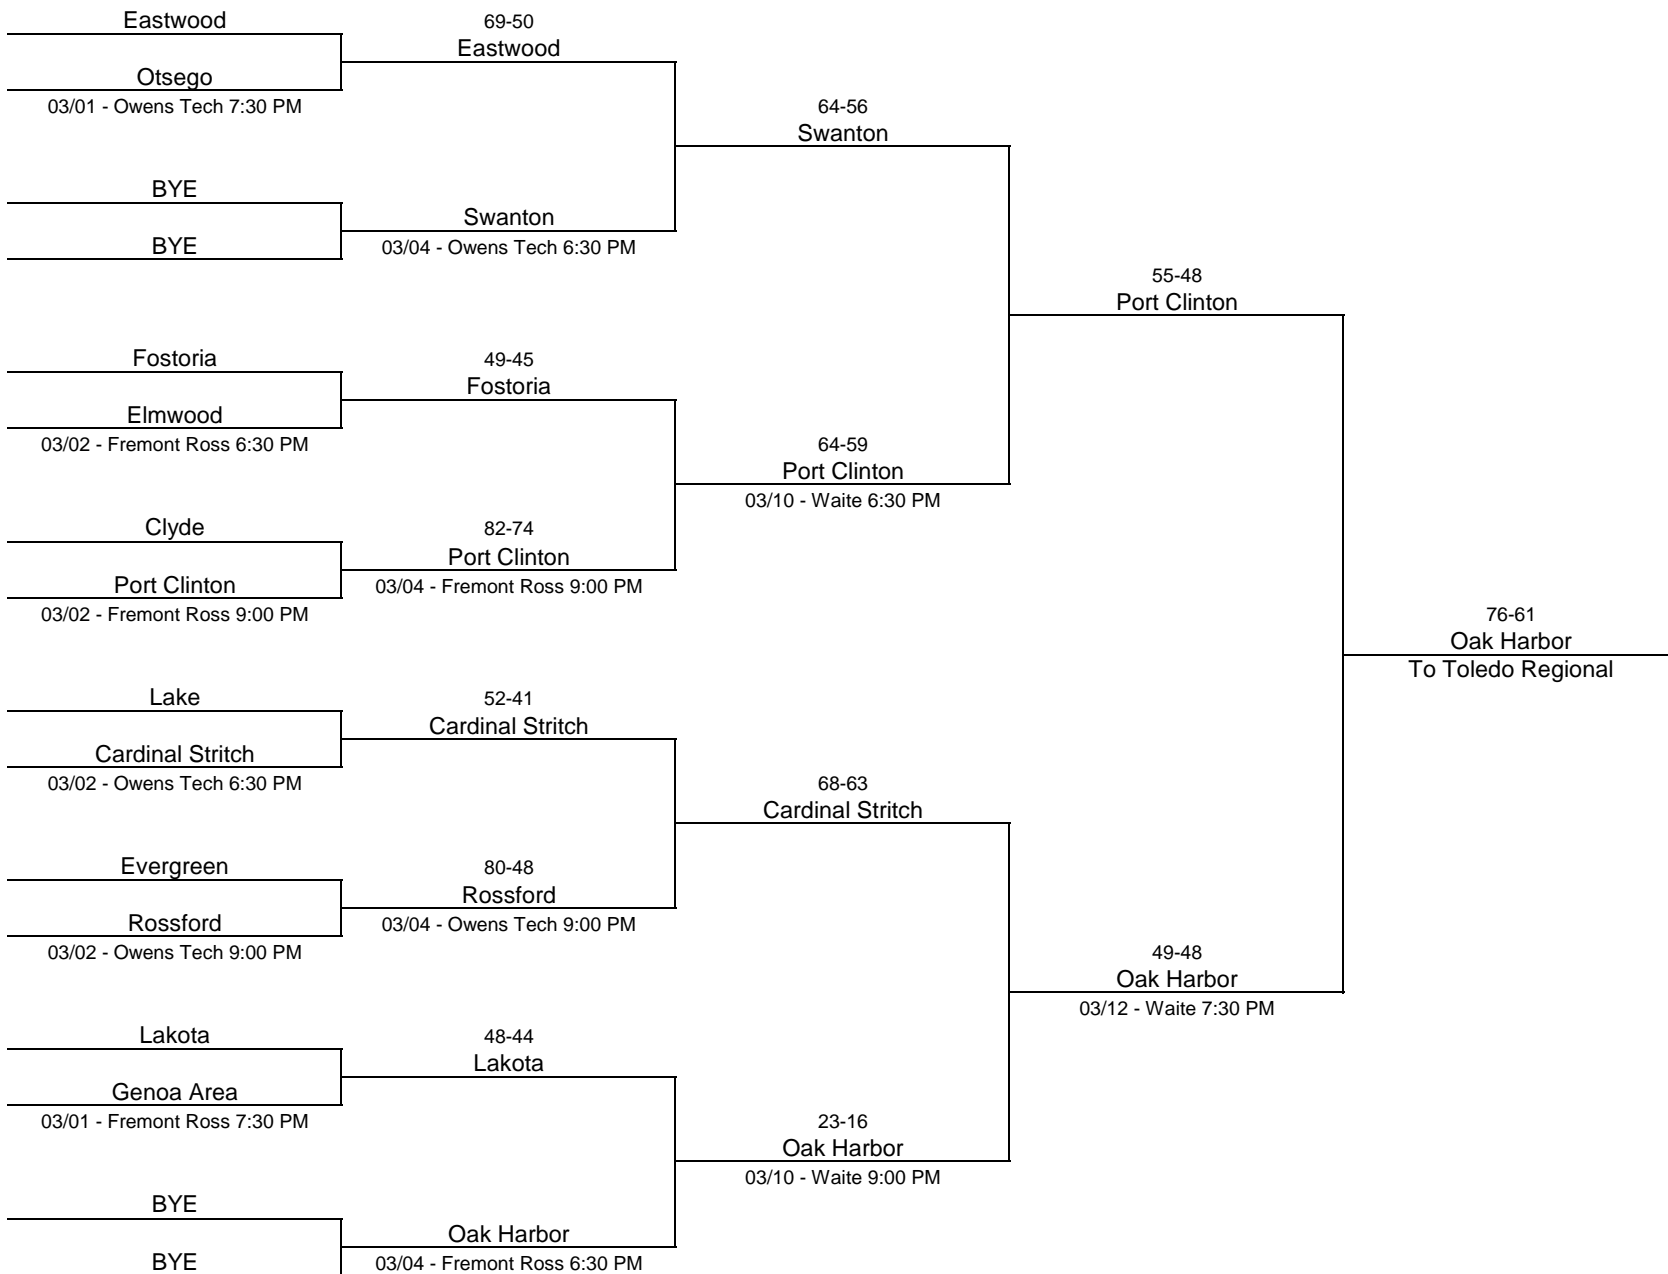 Eastwood
69-50
Eastwood
Otsego
03/01 - Owens Tech 7:30 PM
64-56
Swanton
BYE
Swanton
BYE
03/04 - Owens Tech 6:30 PM
55-48
Port Clinton
Fostoria
49-45
Fostoria
Elmwood
03/02 - Fremont Ross 6:30 PM
64-59
Port Clinton
03/10 - Waite 6:30 PM
Clyde
82-74
Port Clinton
Port Clinton
03/04 - Fremont Ross 9:00 PM
03/02 - Fremont Ross 9:00 PM
76-61
Oak Harbor
To Toledo Regional
Lake
52-41
Cardinal Stritch
Cardinal Stritch
03/02 - Owens Tech 6:30 PM
68-63
Cardinal Stritch
Evergreen
80-48
Rossford
Rossford
03/04 - Owens Tech 9:00 PM
03/02 - Owens Tech 9:00 PM
49-48
Oak Harbor
03/12 - Waite 7:30 PM
Lakota
48-44
Lakota
Genoa Area
03/01 - Fremont Ross 7:30 PM
23-16
Oak Harbor
03/10 - Waite 9:00 PM
BYE
Oak Harbor
BYE
03/04 - Fremont Ross 6:30 PM